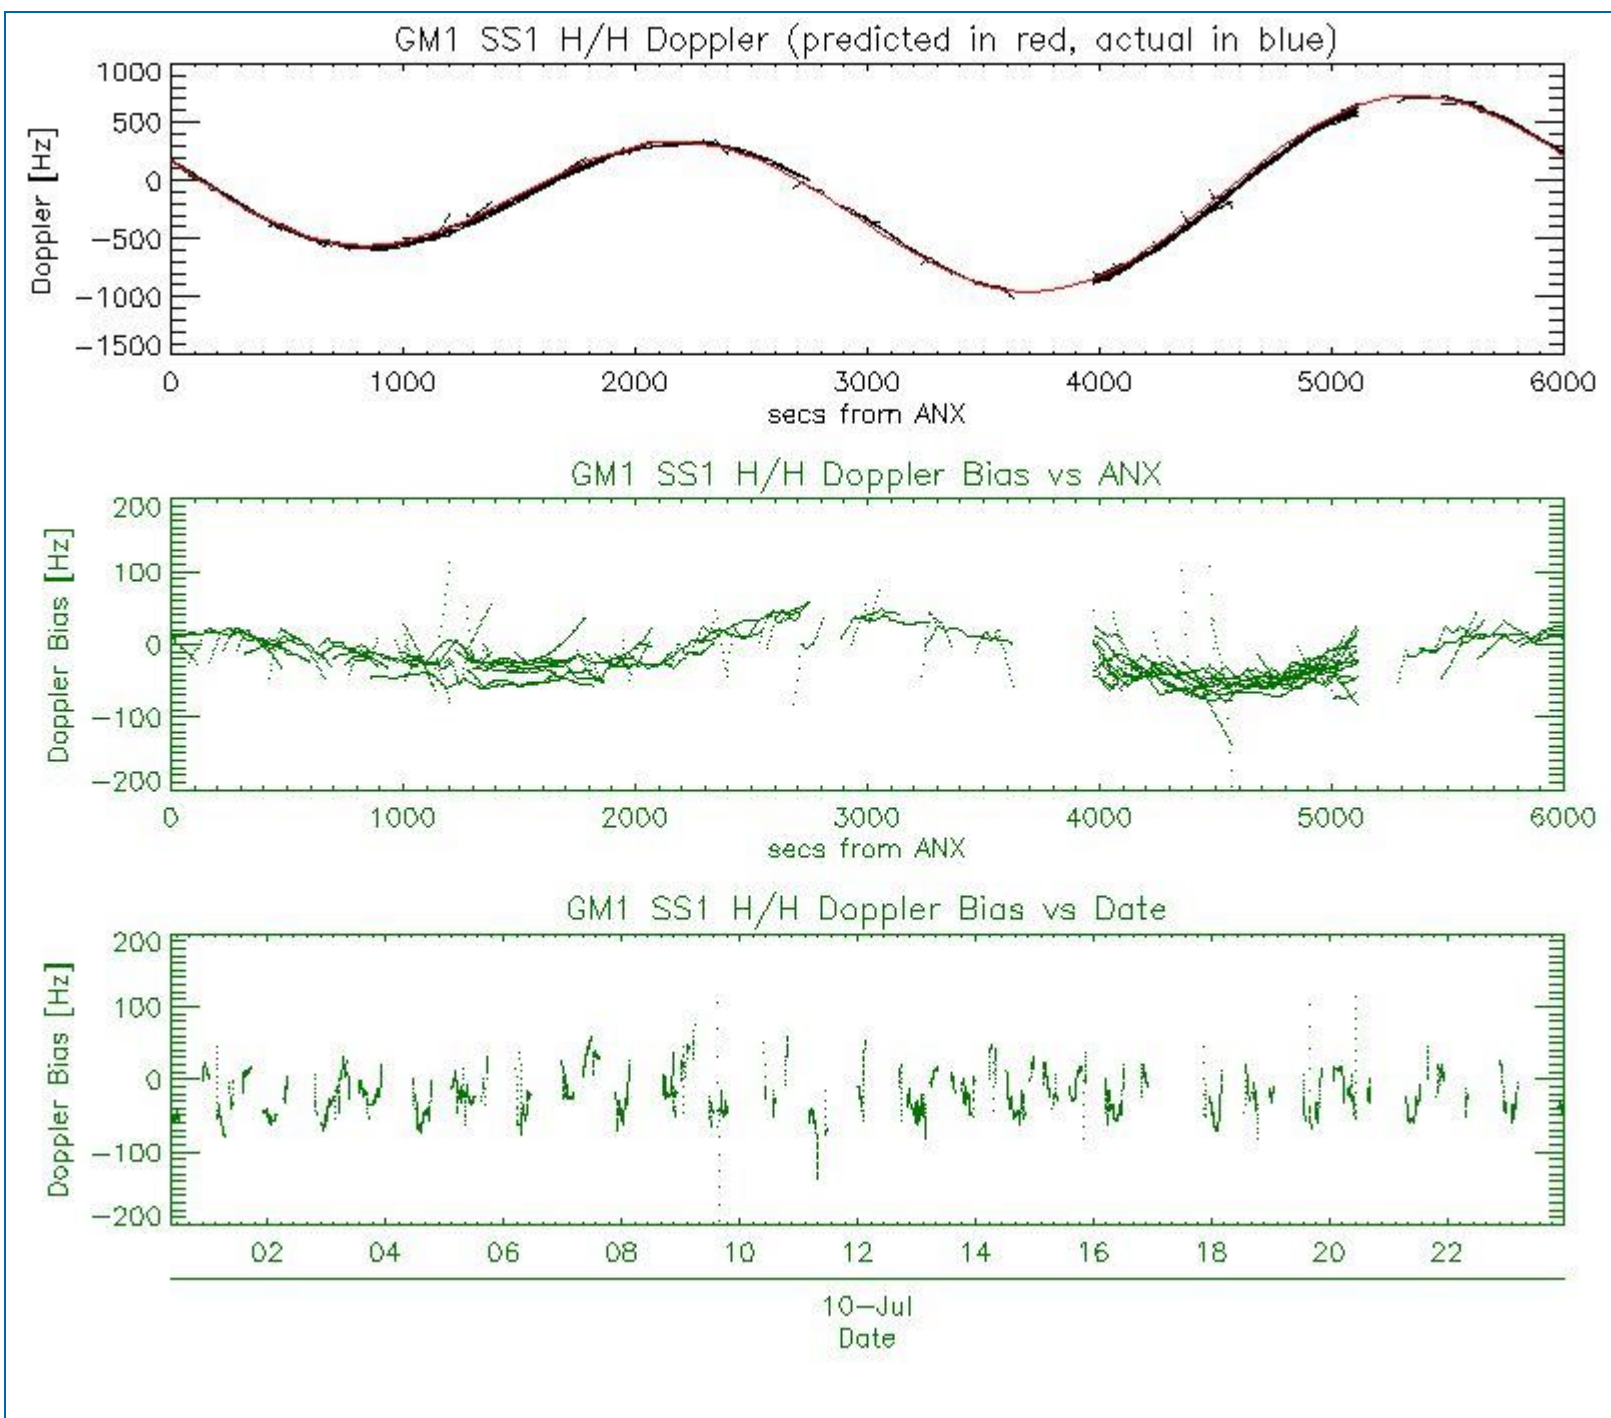 GM1 SS1 H/H Doppler (predicted in red, actual in blue)
1000
500
0
−500
−1000
−1500
Doppler [Hz]
0 1000 2000 3000 4000 5000 6000
secs from ANX
GM1 SS1 H/H Doppler Bias vs ANX
200
100
0
−100
−200
Doppler Bias [Hz]
0 1000 2000 3000 4000 5000 6000
secs from ANX
GM1 SS1 H/H Doppler Bias vs Date
200
100
0
−100
−200
Doppler Bias [Hz]
02 04 06 08 10 12 14 16 18 20 22
10−Jul
Date